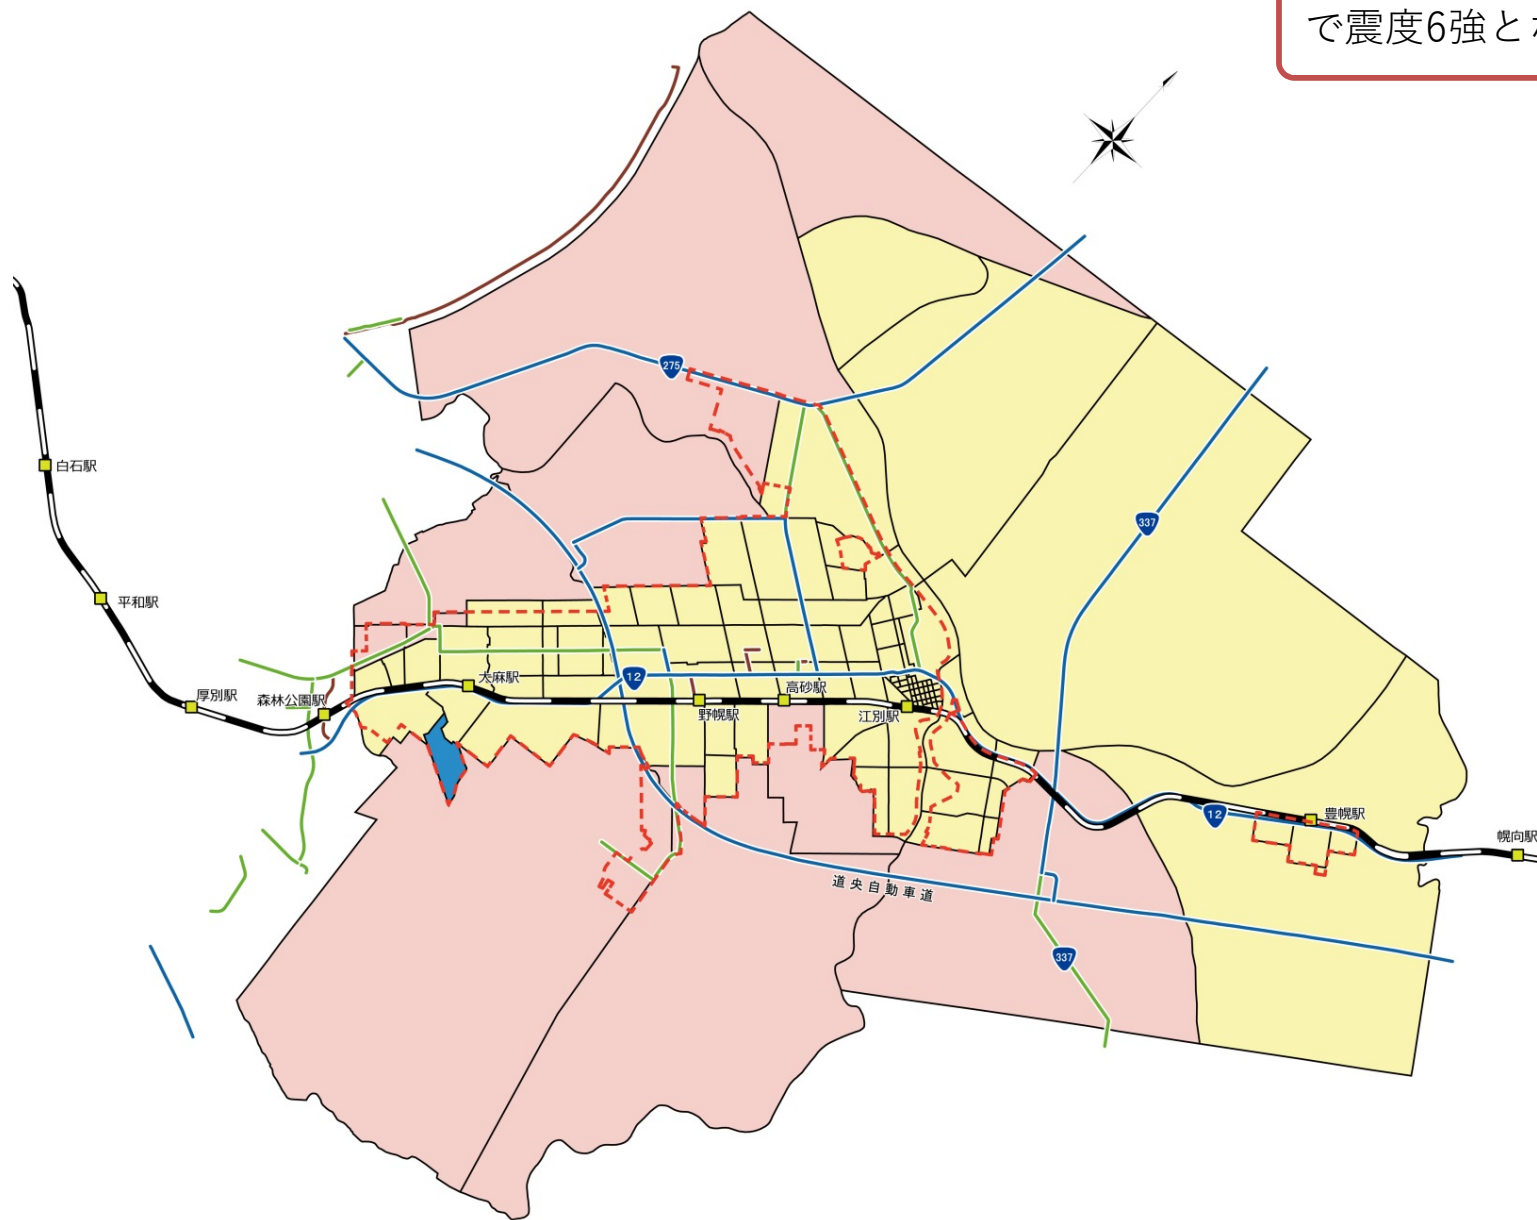 で震度6強と
275
白石駅
337
平和駅
大麻駅
12
厚別駅
森林公園駅
高砂駅
野幌駅
江別駅
豊幌駅
12
幌向駅
道央自動車道
337